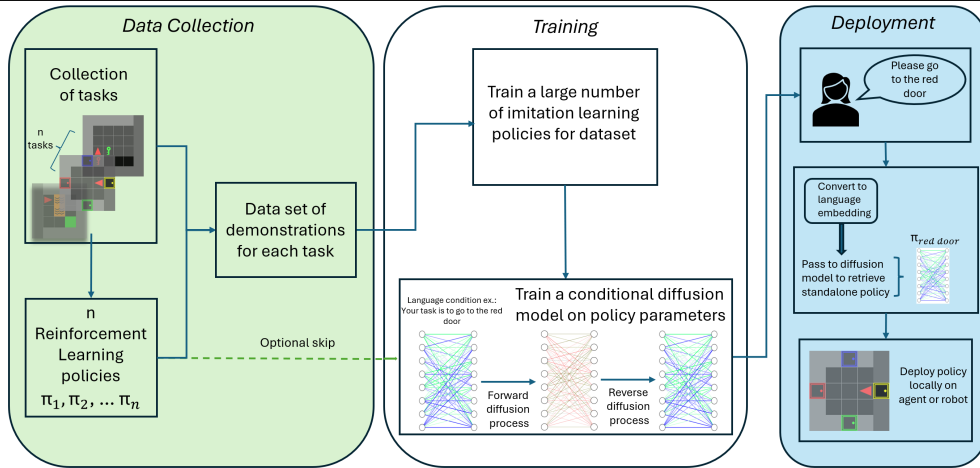 Data Collection
Collection
of tasks
n
tasks
n
Reinforcement
Learning
policies
π1, π2, … πn
Data set of
demonstrations
for each task
Optional skip
Training
Train a large number
of imitation learning
policies for dataset
Language condition ex.:
Your task is to go to the red
door
Train a conditional diffusion
model on policy parameters
Forward
diffusion
process
Reverse
diffusion
process
Deployment
Please go
to the red
door
Convert to
language
embedding
Pass to diffusion
model to retrieve
standalone policy
πred door
Deploy policy
locally on
agent or robot